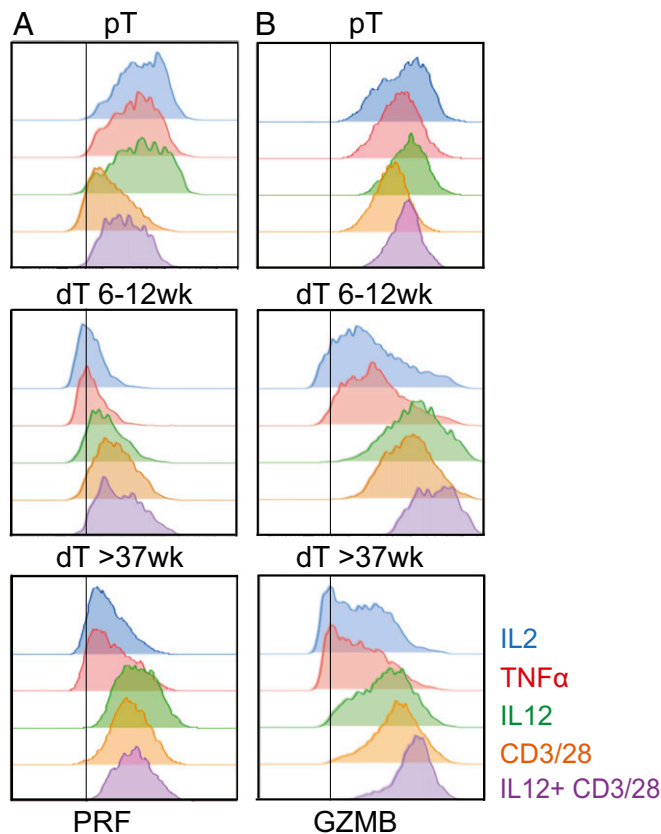 A pT B pT
dT 6-12wk dT 6-12wk
dT >37wk dT >37wk
IL2
TNFα
IL12
CD3/28
IL12+ CD3/28
PRF GZMB